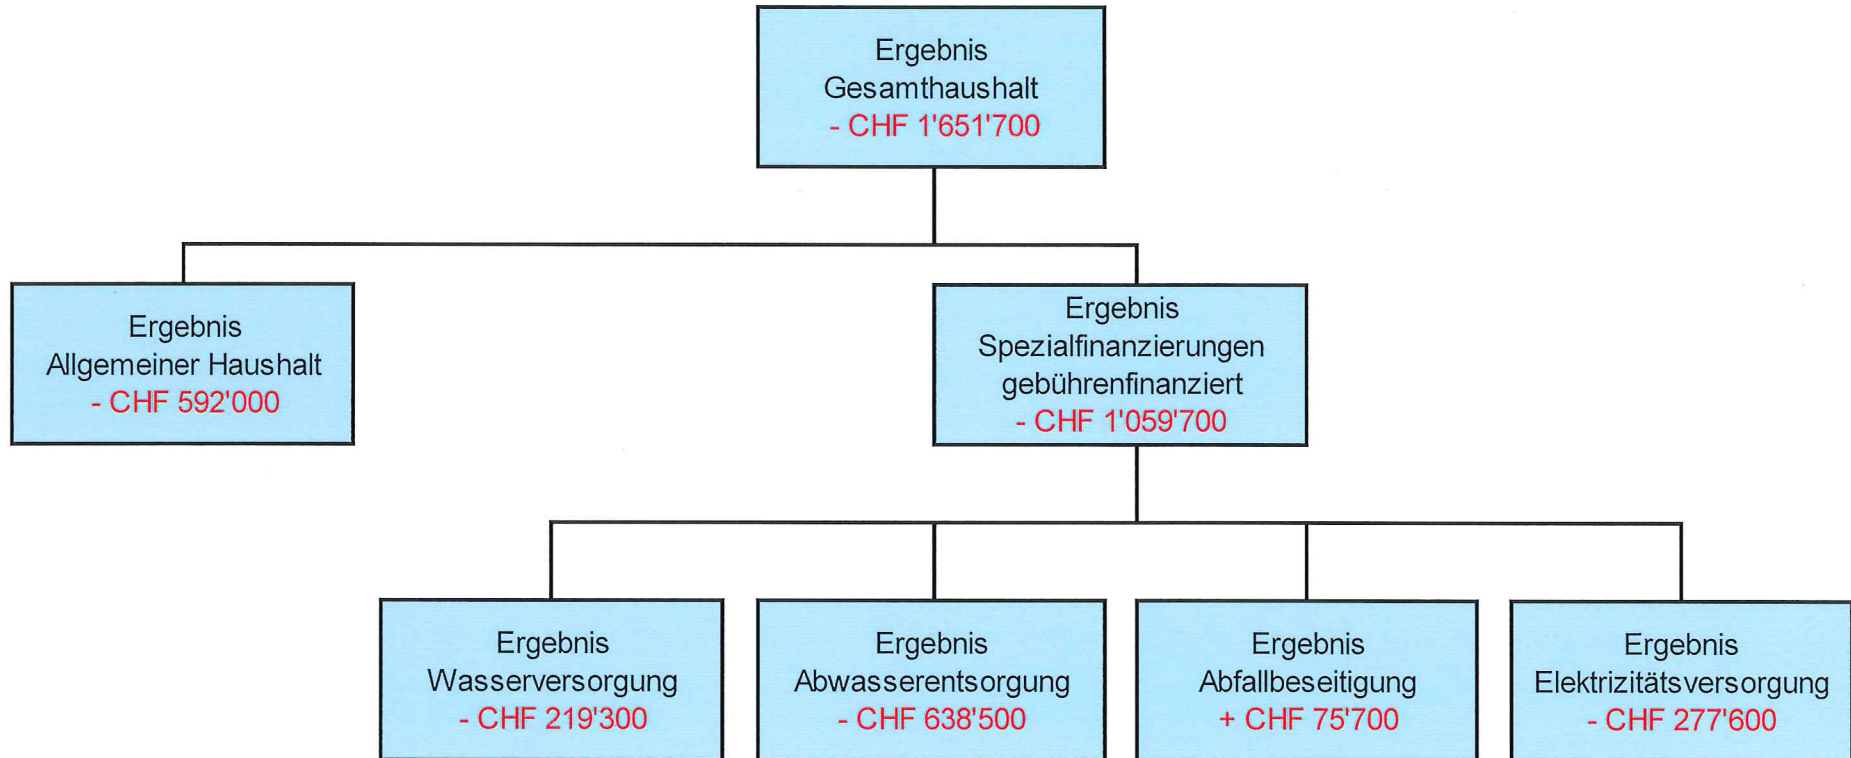 Ergebnis
Gesamthaushalt
- CHF 1'651'700
Ergebnis
Allgemeiner Haushalt
- CHF 592'000
Ergebnis
Spezialfinanzierungen
gebührenfinanziert
- CHF 1'059'700
Ergebnis
Wasserversorgung
- CHF 219'300
Ergebnis
Abwasserentsorgung
- CHF 638'500
Ergebnis
Abfallbeseitigung
+ CHF 75'700
Ergebnis
Elektrizitätsversorgung
- CHF 277'600